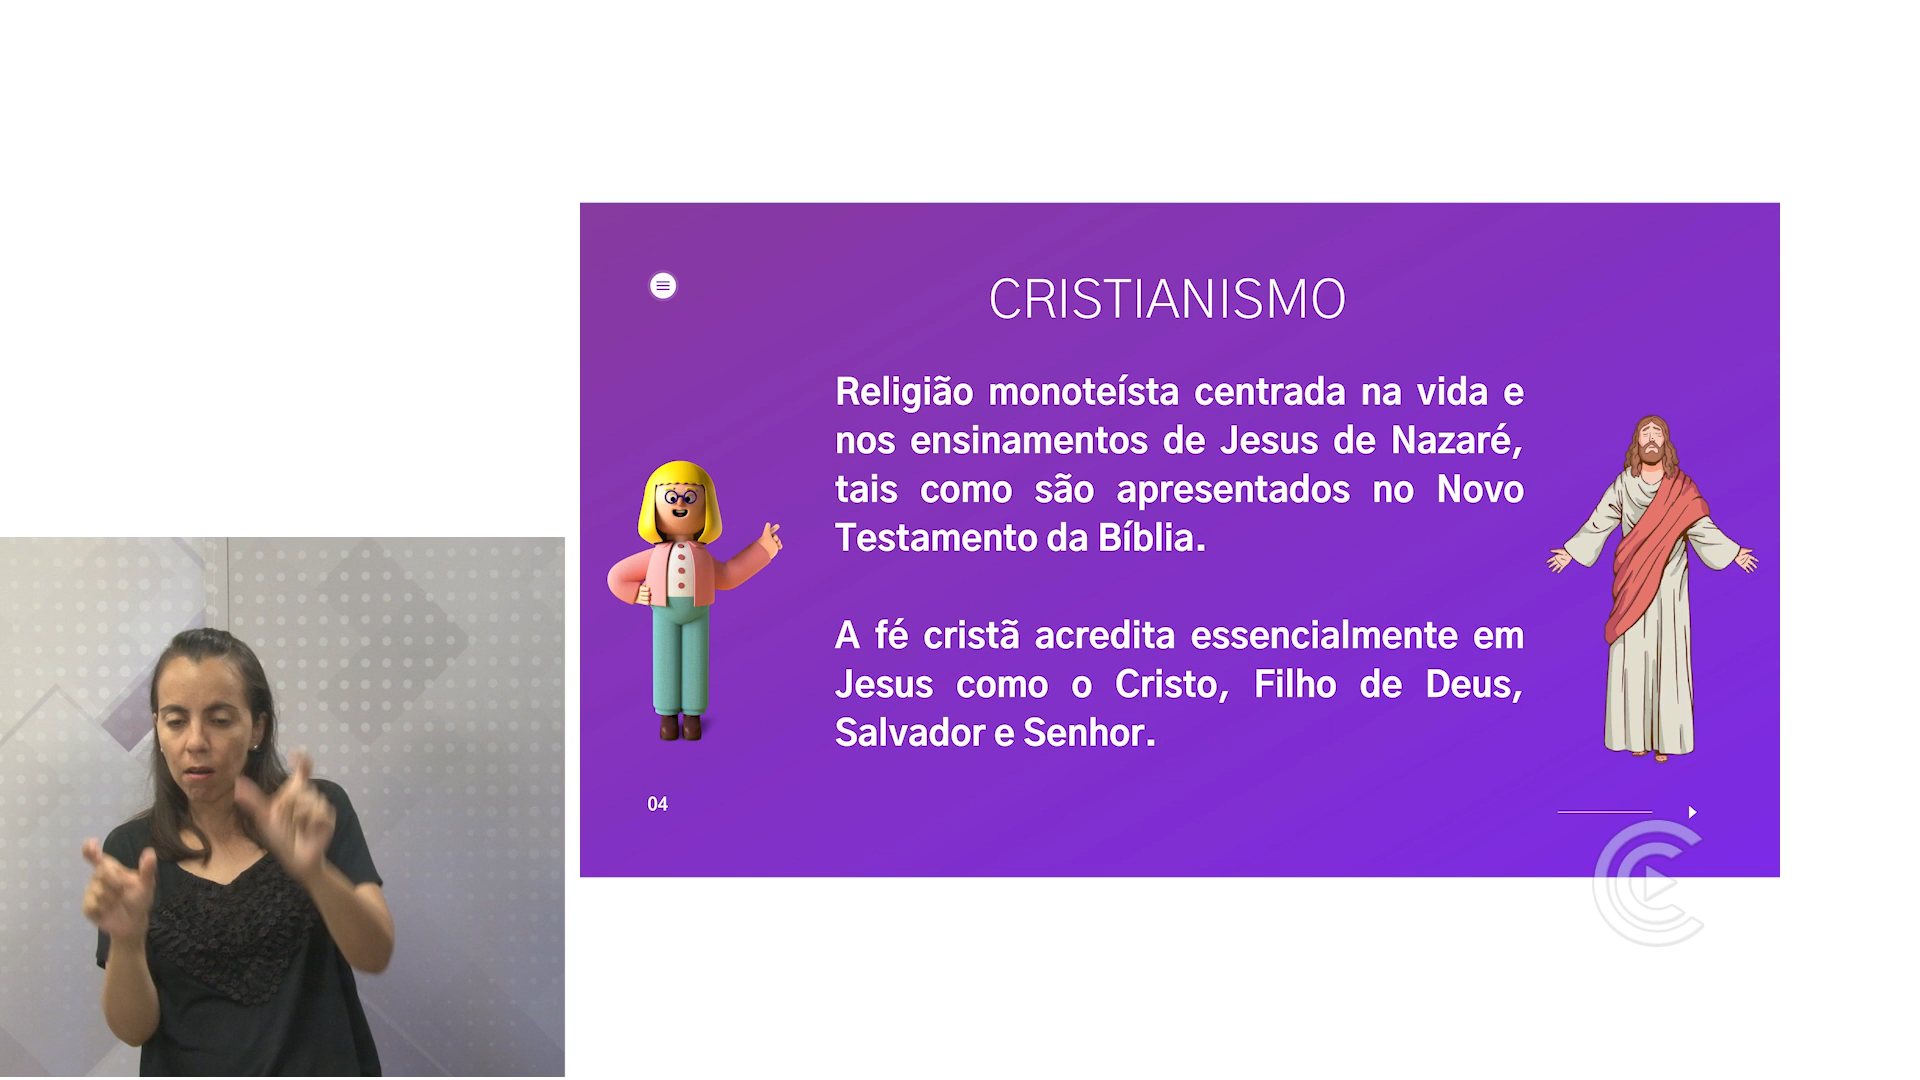 CRISTIANISMO
Religião monoteísta centrada na vida e
nos ensinamentos de Jesus de Nazaré,
tais como são apresentados no Novo
Testamento da Bíblia.
A fé cristã acredita essencialmente em
Jesus como o Cristo, Filho de Deus,
Salvador e Senhor.
04